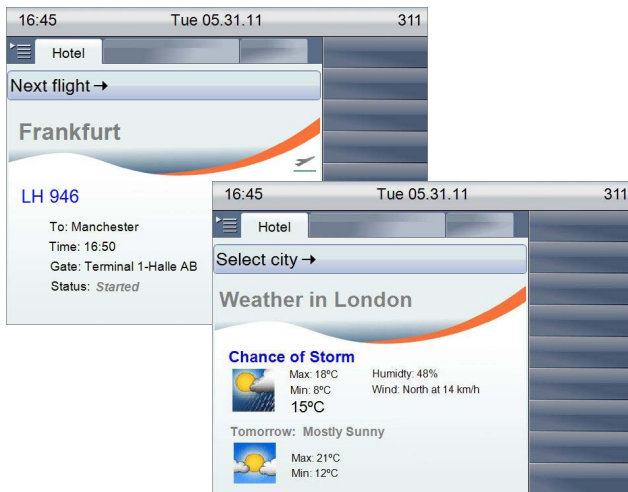 16:45 Tue 05.31.11 311
Hotel
Next flight →
Frankfurt
LH 946
To: Manchester
Time: 16:50
Gate: Terminal 1-Halle AB
Status: Started
16:45 Tue 05.31.11 311
Hotel
Select city →
Weather in London
Chance of Storm
Max: 18ºC Humidty: 48%
Min: 8ºC Wind: North at 14 km/h
15ºC
Tomorrow: Mostly Sunny
Max: 21ºC
Min: 12ºC